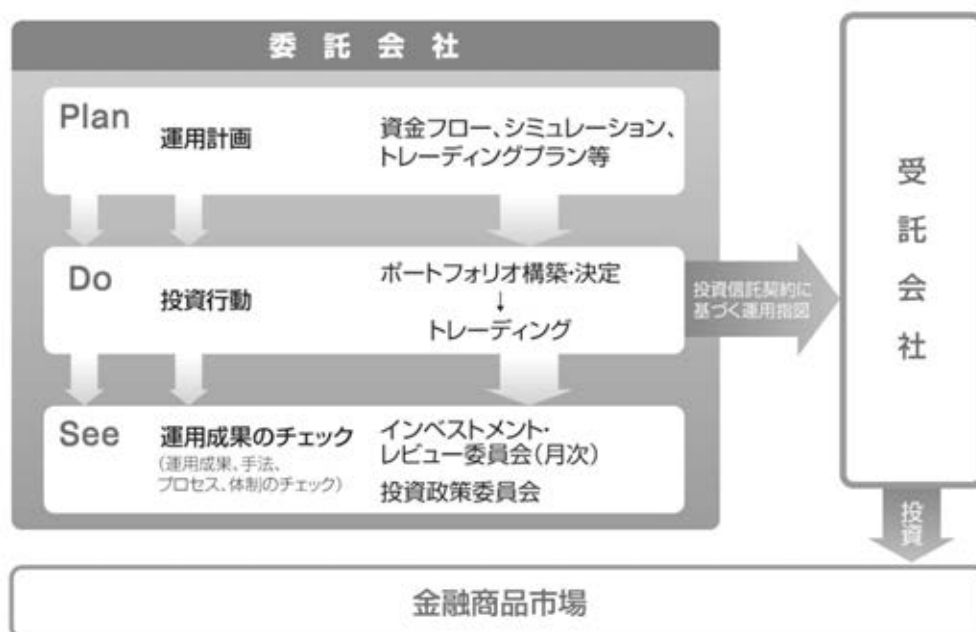 委託会社
Plan
運用計画
資金フロー、シミュレーション、
トレーディングプラン等
Do
投資行動
ポートフォリオ構築・決定
↓
トレーディング
See
運用成果のチェック
(運用成果、手法、
プロセス、体制のチェック)
インベストメント・
レビュー委員会(月次)
投資政策委員会
投資信託契約に
基づく運用指図
受託会社
投資
金融商品市場